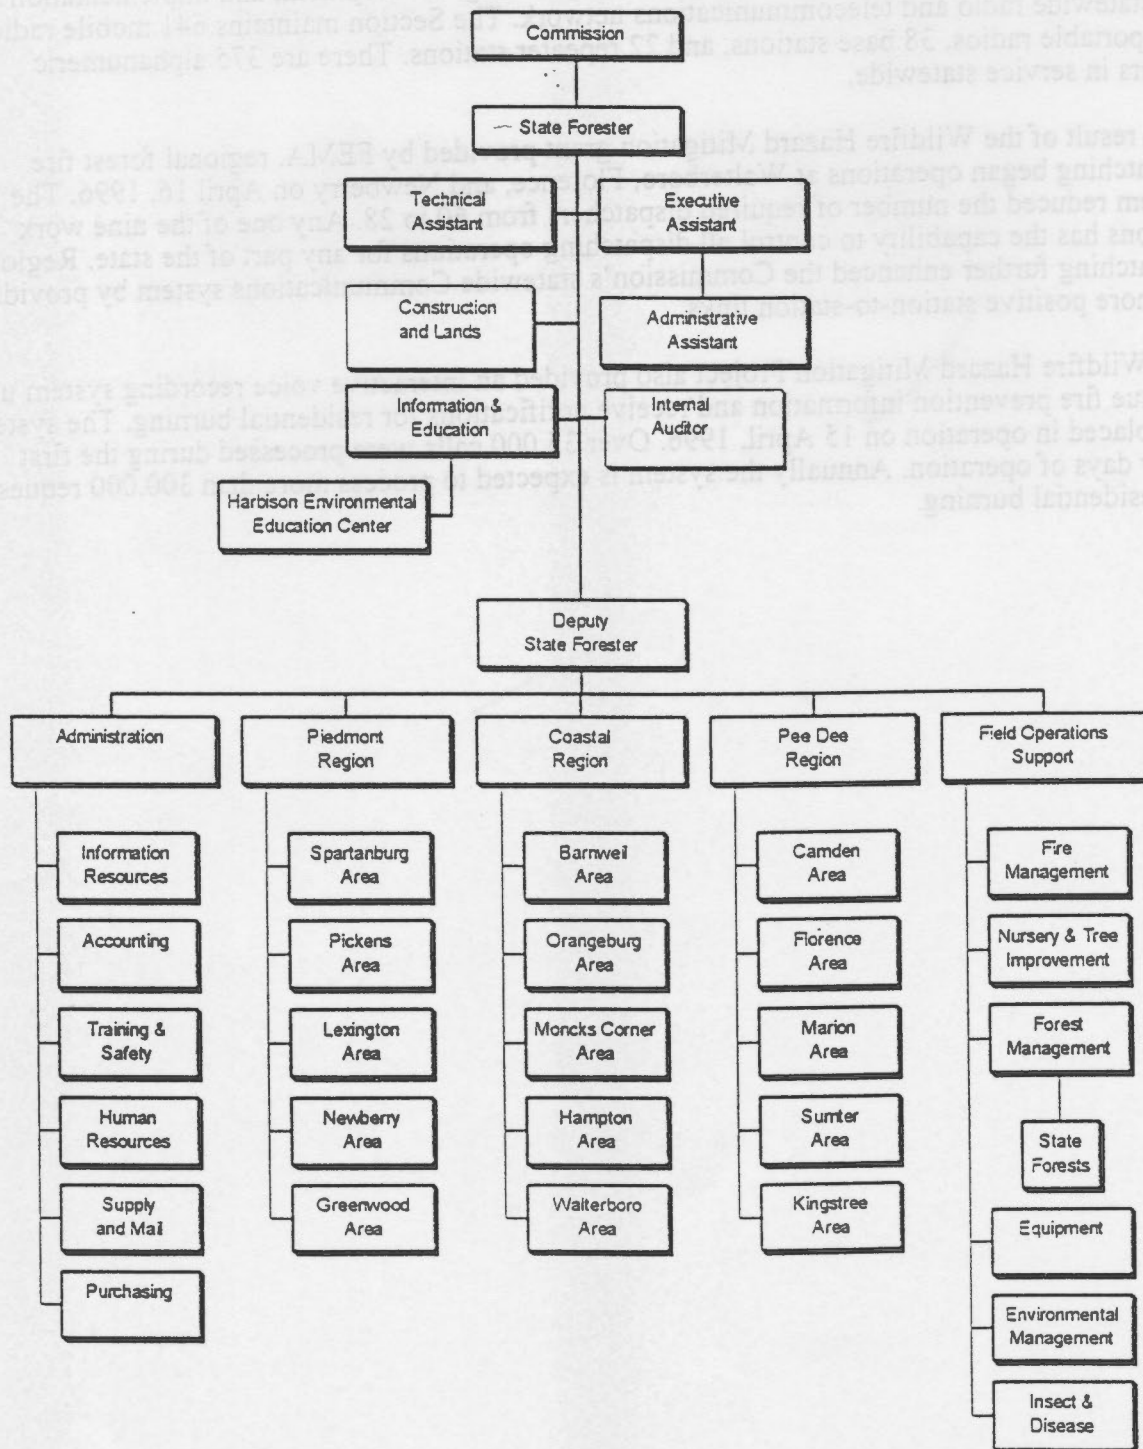 Commission
State Forester
Technical
Assistant
Executive
Assistant
Construction
and Lands
Administrative
Assistant
Information &
Education
Internal
Auditor
Harbison Environmental
Education Center
Deputy
State Forester
Administration
Piedmont
Region
Coastal
Region
Pee Dee
Region
Field Operations
Support
Information
Resources
Accounting
Training &
Safety
Human
Resources
Supply
and Mail
Purchasing
Spartanburg
Area
Pickens
Area
Lexington
Area
Newberry
Area
Greenwood
Area
Barnwell
Area
Orangeburg
Area
Moncks Corner
Area
Hampton
Area
Walterboro
Area
Camden
Area
Florence
Area
Marion
Area
Sumter
Area
Kingstree
Area
Fire
Management
Nursery & Tree
Improvement
Forest
Management
State
Forests
Equipment
Environmental
Management
Insect &
Disease